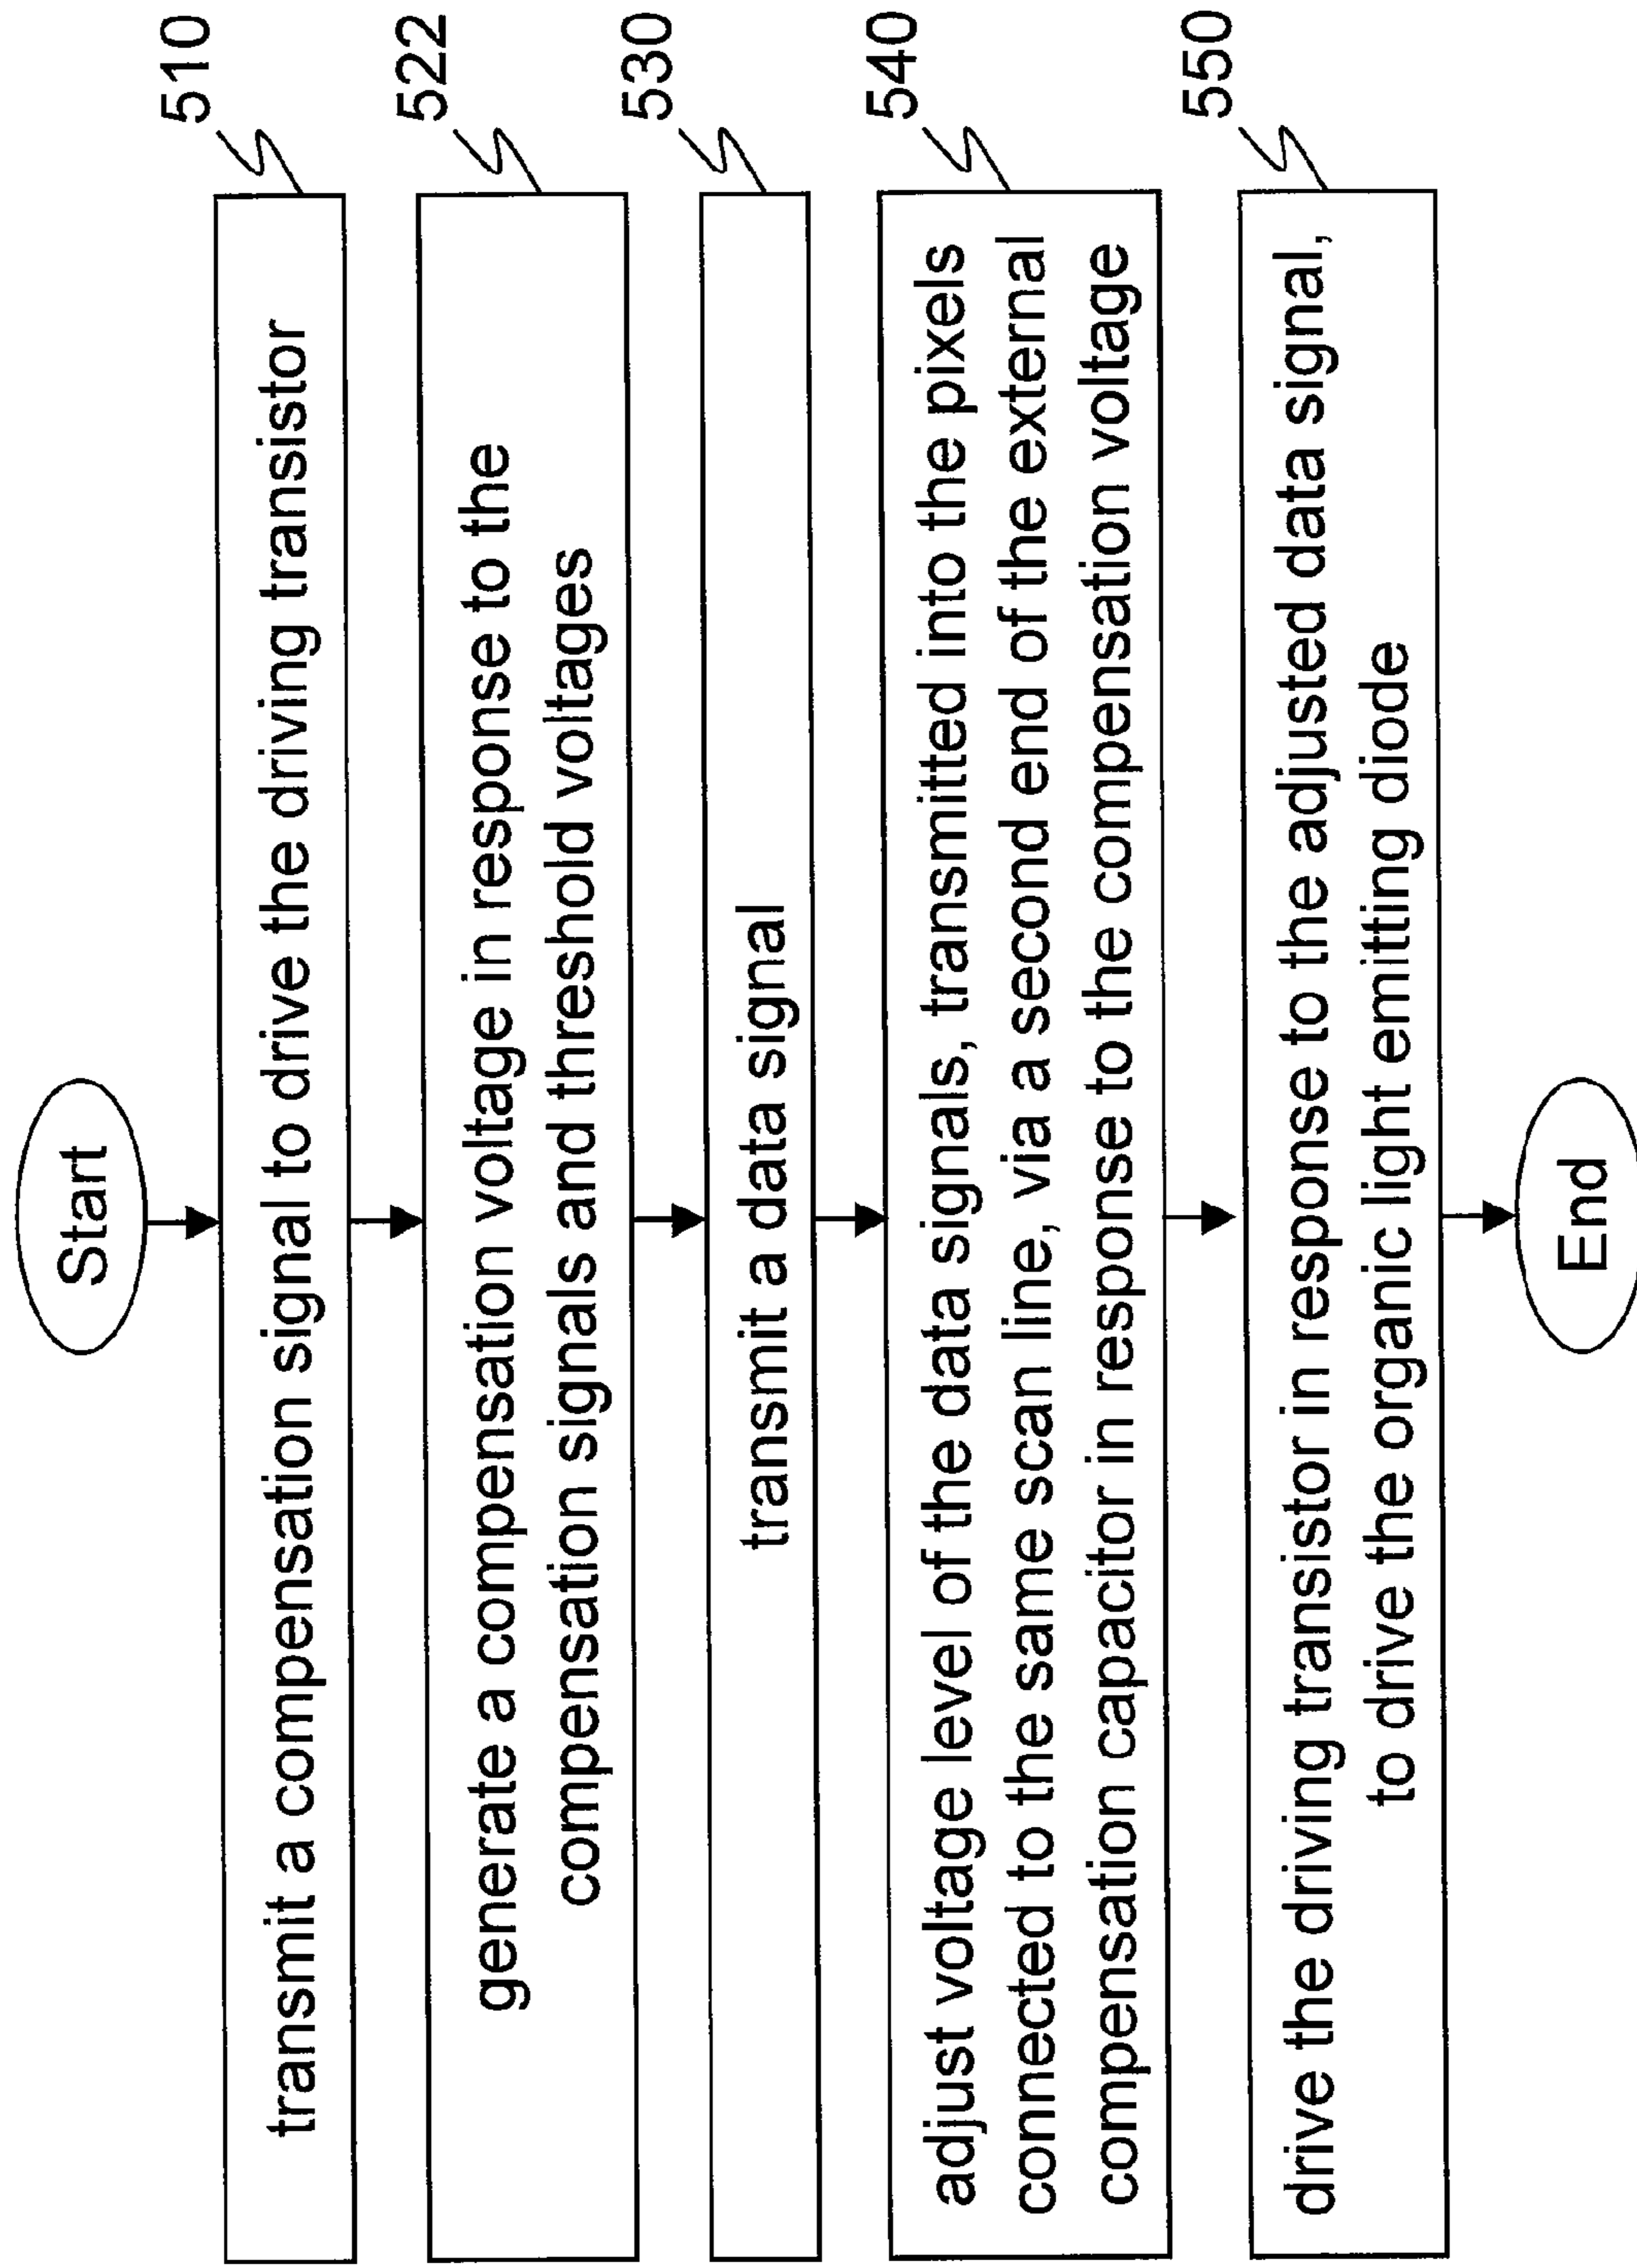 Start
transmit a compensation signal to drive the driving transistor
510
generate a compensation voltage in response to the
compensation signals and threshold voltages
522
transmit a data signal
530
adjust voltage level of the data signals, transmitted into the pixels
connected to the same scan line, via a second end of the external
compensation capacitor in response to the compensation voltage
540
drive the driving transistor in response to the adjusted data signal,
to drive the organic light emitting diode
550
End